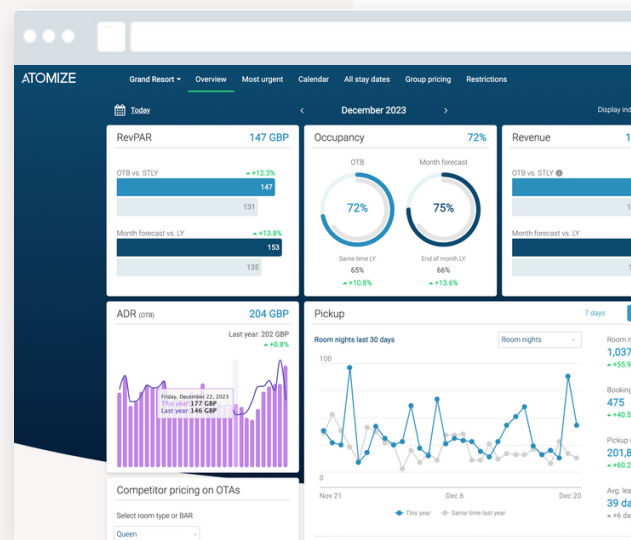 ATOMIZE
Grand Resort Overview Most urgent Calendar All stay dates Group pricing Restrictions
Today
December 2023
Display
RevPAR 147 GBP
OTB vs. STLY +12.3%
147
131
Month forecast vs. LY +13.8%
153
135
Occupancy 72%
OTB Month forecast
72% 75%
Same time LY End of month LY
65% 66%
+10.8% +13.6%
Revenue
OTB vs. STLY
Month forecast vs. LY
ADR (OTB) 204 GBP
Last year: 202 GBP
+0.8%
Friday, December 22, 2023
This year: 177 GBP
Last year: 146 GBP
Pickup 7 days
Room nights last 30 days Room nights
100
0
Nov 21 Dec 6 Dec 20
This year Same time last year
Room
1,037
+55.9
Booking
475
+40.5
Pickup
201,8
+60.2
Avg. lea
39 da
+6 da
Competitor pricing on OTAs
Select room type or BAR
Queen